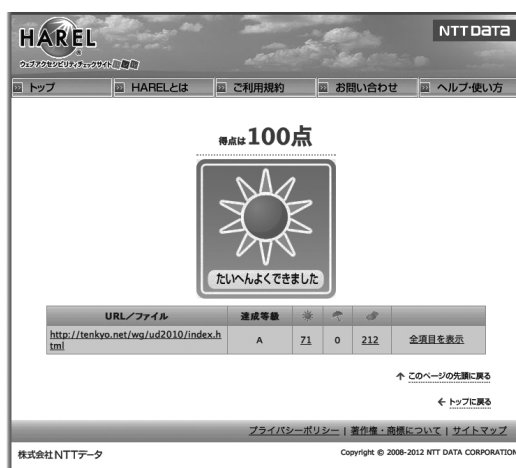 HAREL
NTT DATA
ウェブアクセシビリティチェックサイト
トップ
HARELとは
ご利用規約
お問い合わせ
ヘルプ・使い方
得点は100点
たいへんよくできました
URL／ファイル 達成等級
http://tenkyo.net/wg/ud2010/index.h
tml
A 71 0 212 全項目を表示
このページの先頭に戻る
トップに戻る
プライバシーポリシー | 著作権・商標について | サイトマップ
株式会社NTTデータ
Copyright © 2008-2012 NTT DATA CORPORATION